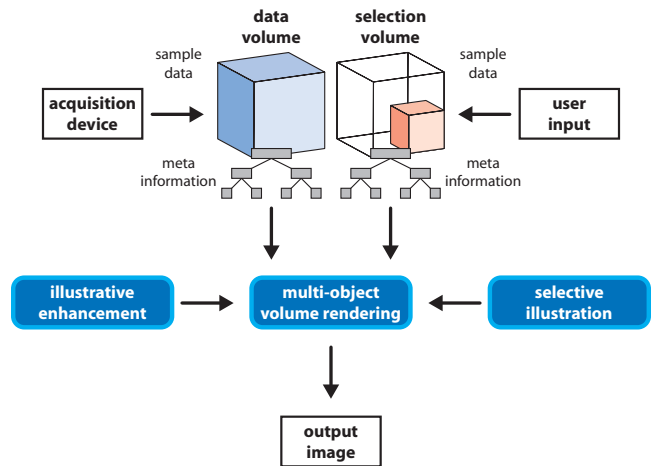 data
volume
selection
volume
sample
data
sample
data
acquisition
device
user
input
meta
information
meta
information
illustrative
enhancement
multi-object
volume rendering
selective
illustration
output
image